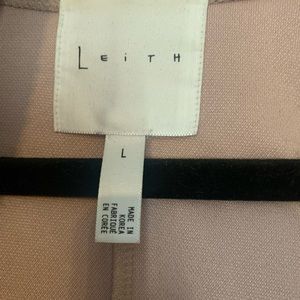 LEiTH
L
MADE IN
KOREA
FABRIQUÉ
EN CORÉE